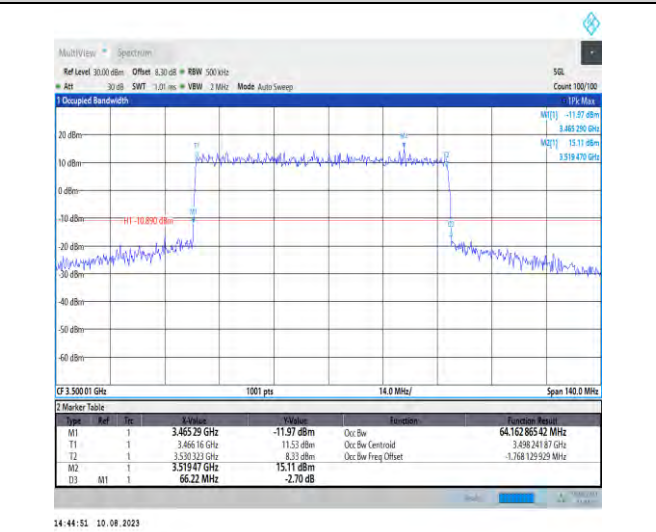 MultiView Spectrum
Ref Level 30.00 dBm Offset 8.30 dB RBW 500 kHz SGL
Att 30 dB SWT 1.01 ms VBW 2 MHz Mode Auto Sweep Count 100/100
1 Occupied Bandwidth 1Pk Max
M1[1] -11.97 dBm
3.465 290 GHz
M2[1] 15.11 dBm
3.519 470 GHz
20 dBm
10 dBm
0 dBm
-10 dBm
H1 -10.890 dBm
-20 dBm
-30 dBm
-40 dBm
-50 dBm
-60 dBm
T1
M2
T2
M1
D3
CF 3.500 01 GHz 1001 pts 14.0 MHz/ Span 140.0 MHz
2 Marker Table
Type Ref Trc X-Value Y-Value Function Function Result
M1 1 3.465 29 GHz -11.97 dBm Occ Bw 64.162 865 42 MHz
T1 1 3.466 16 GHz 11.53 dBm Occ Bw Centroid 3.498 241 87 GHz
T2 1 3.530 323 GHz 8.33 dBm Occ Bw Freq Offset -1.768 129 929 MHz
M2 1 3.519 47 GHz 15.11 dBm
D3 M1 1 66.22 MHz -2.70 dB
14:44:51 10.08.2023